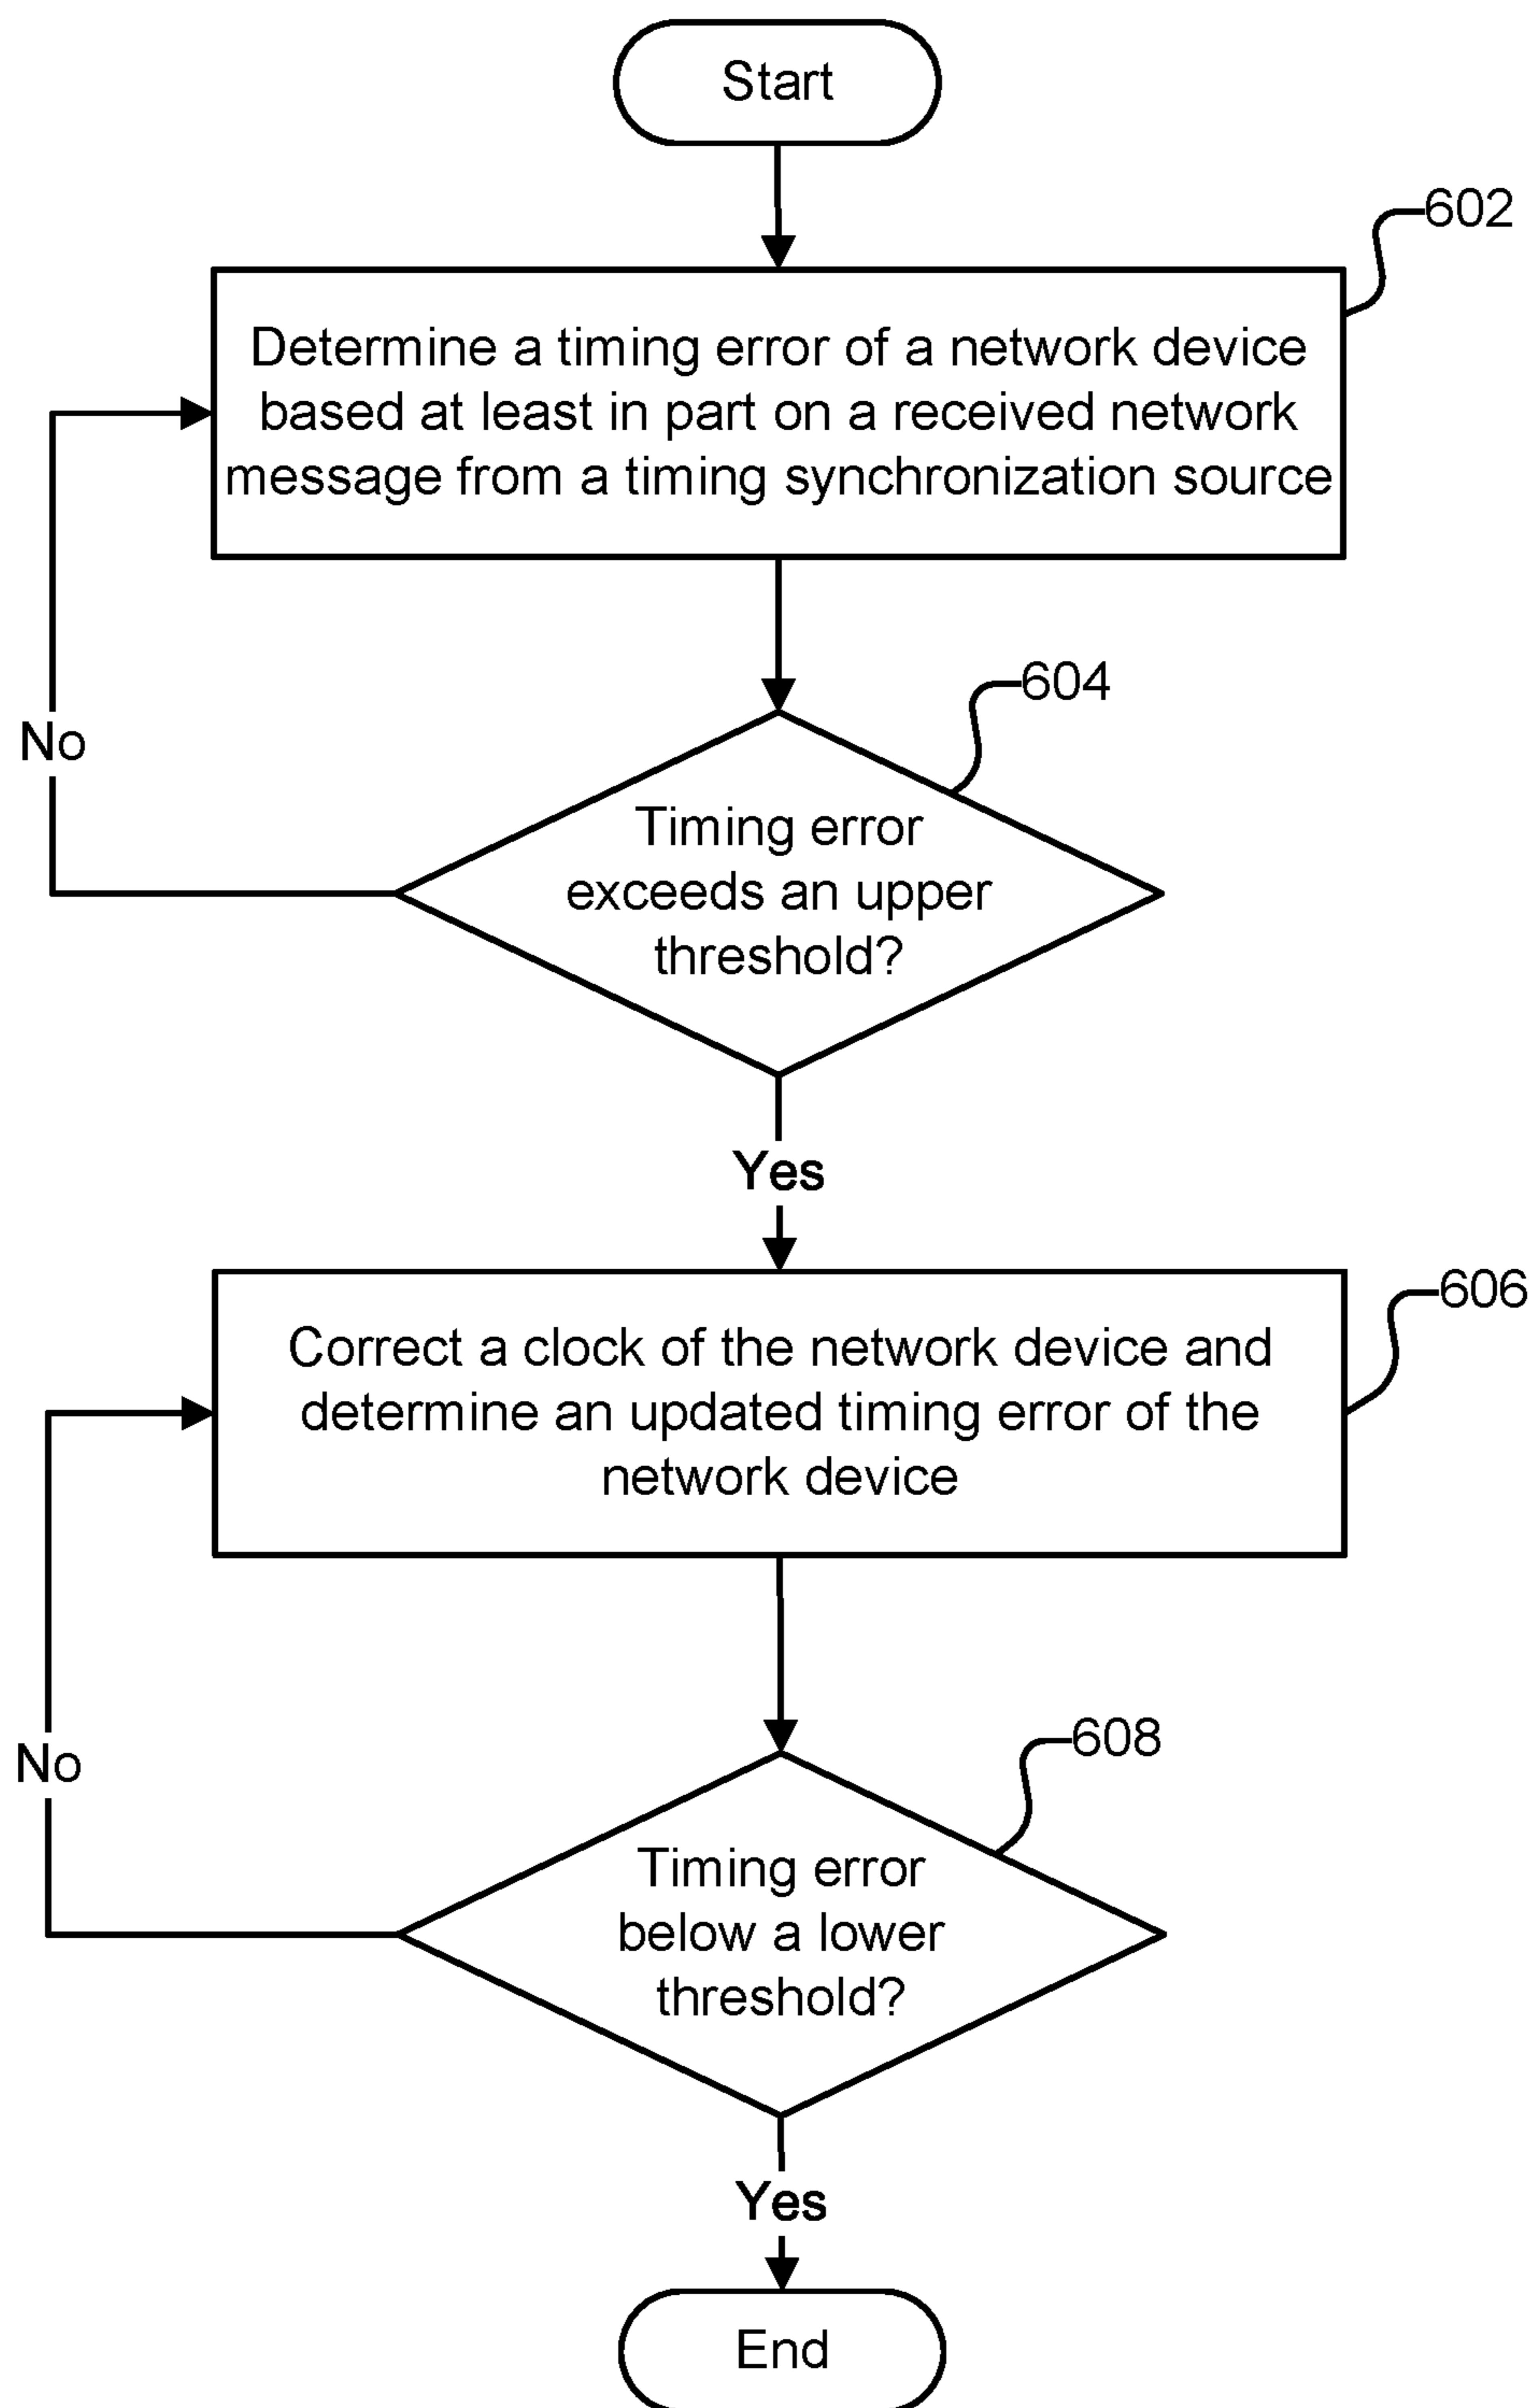 Start
602
Determine a timing error of a network device
based at least in part on a received network
message from a timing synchronization source
604
No
Timing error
exceeds an upper
threshold?
Yes
606
Correct a clock of the network device and
determine an updated timing error of the
network device
608
No
Timing error
below a lower
threshold?
Yes
End